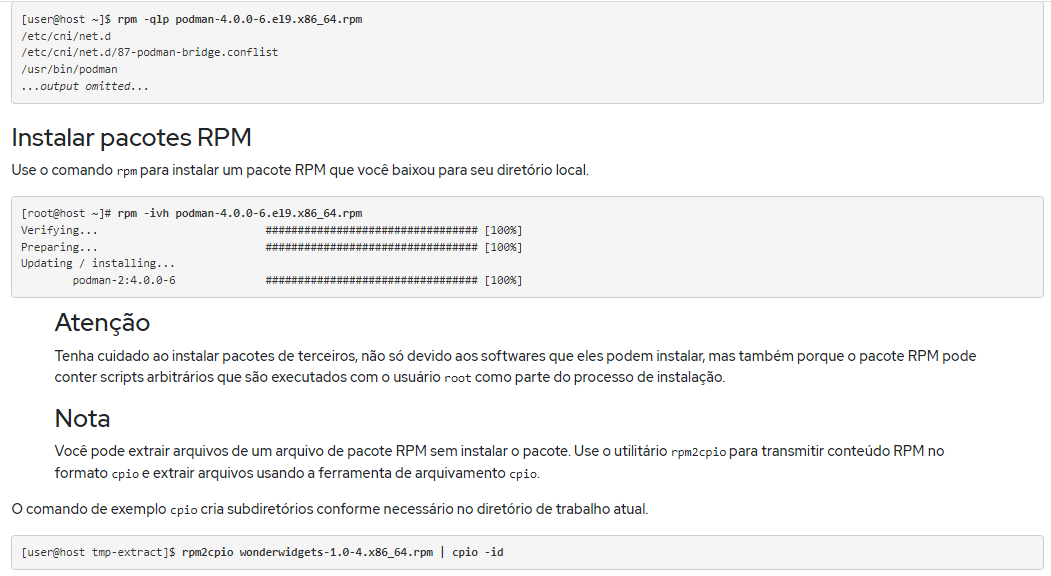 [user@host ~]$ rpm -qlp podman-4.0.0-6.el9.x86_64.rpm
/etc/cni/net.d
/etc/cni/net.d/87-podman-bridge.conflist
/usr/bin/podman
...output omitted...
Instalar pacotes RPM
Use o comando rpm para instalar um pacote RPM que você baixou para seu diretório local.
[root@host ~]# rpm -ivh podman-4.0.0-6.el9.x86_64.rpm
Verifying...                          ################################# [100%]
Preparing...                          ################################# [100%]
Updating / installing...
        podman-2:4.0.0-6              ################################# [100%]
Atenção
Tenha cuidado ao instalar pacotes de terceiros, não só devido aos softwares que eles podem instalar, mas também porque o pacote RPM pode
conter scripts arbitrários que são executados com o usuário root como parte do processo de instalação.
Nota
Você pode extrair arquivos de um arquivo de pacote RPM sem instalar o pacote. Use o utilitário rpm2cpio para transmitir conteúdo RPM no
formato cpio e extrair arquivos usando a ferramenta de arquivamento cpio.
O comando de exemplo cpio cria subdiretórios conforme necessário no diretório de trabalho atual.
[user@host tmp-extract]$ rpm2cpio wonderwidgets-1.0-4.x86_64.rpm | cpio -id